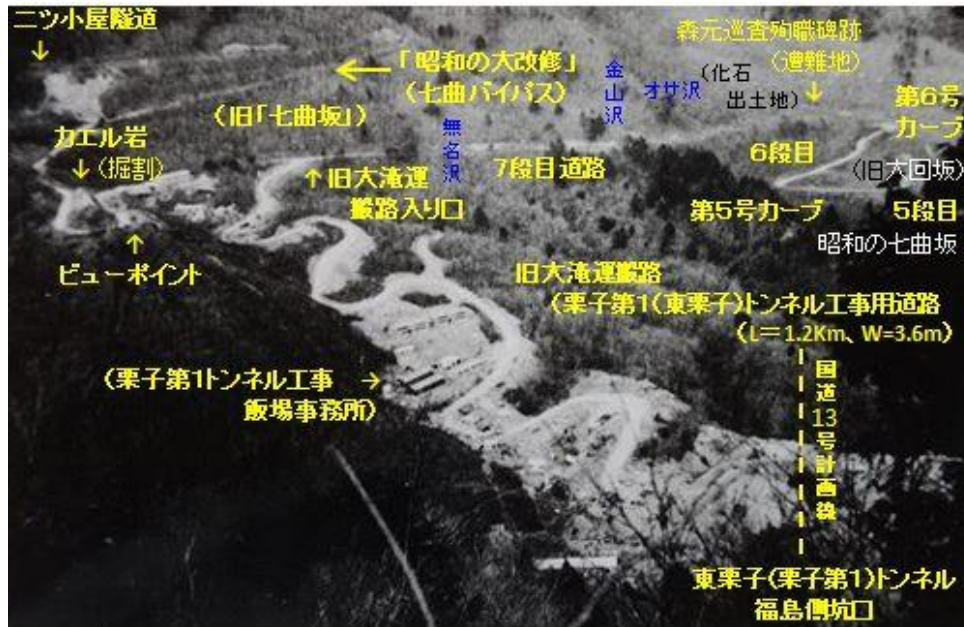 二ツ小屋隧道
↓
「昭和の大改修」
←
(七曲バイパス)
(旧「七曲坂」)
森元巡査殉職碑跡
(遭難地)
↓
金山沢
オサ沢
(化石
出土地)
第6号
カーブ
カエル岩
↓(掘割)
無名沢
6段目
(旧大回坂)
↑旧大滝運
搬路入り口
7段目道路
第5号カーブ
5段目
昭和の七曲坂
↑
ビューポイント
旧大滝運搬路
(栗子第1(東栗子)トンネル工事用道路
(L=1.2Km、W=3.6m)
(栗子第1トンネル工事→
飯場事務所)
国道13号計画線
東栗子(栗子第1)トンネル
福島側坑口